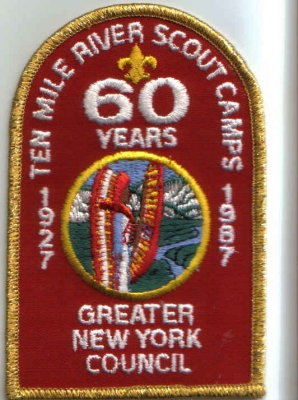 TEN MILE RIVER SCOUT CAMPS
60
YEARS
1927
1987
GREATER
NEW YORK
COUNCIL